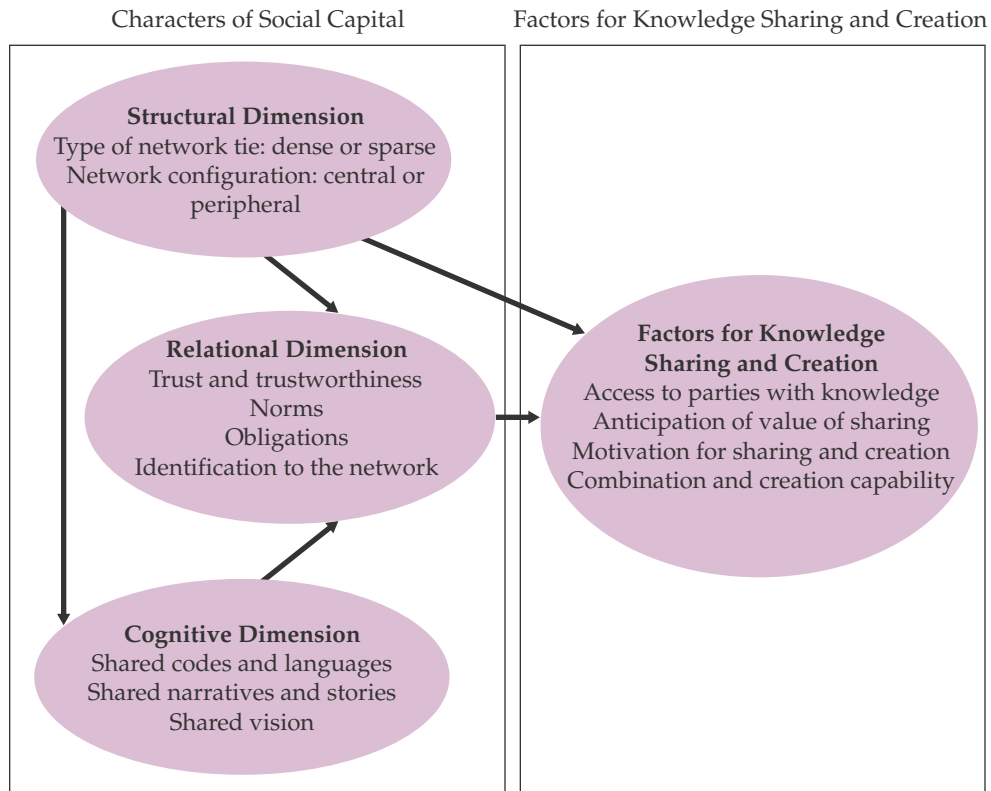 Characters of Social Capital
Factors for Knowledge Sharing and Creation
Structural Dimension
Type of network tie: dense or sparse
Network configuration: central or
peripheral
Relational Dimension
Trust and trustworthiness
Norms
Obligations
Identification to the network
Cognitive Dimension
Shared codes and languages
Shared narratives and stories
Shared vision
Factors for Knowledge
Sharing and Creation
Access to parties with knowledge
Anticipation of value of sharing
Motivation for sharing and creation
Combination and creation capability